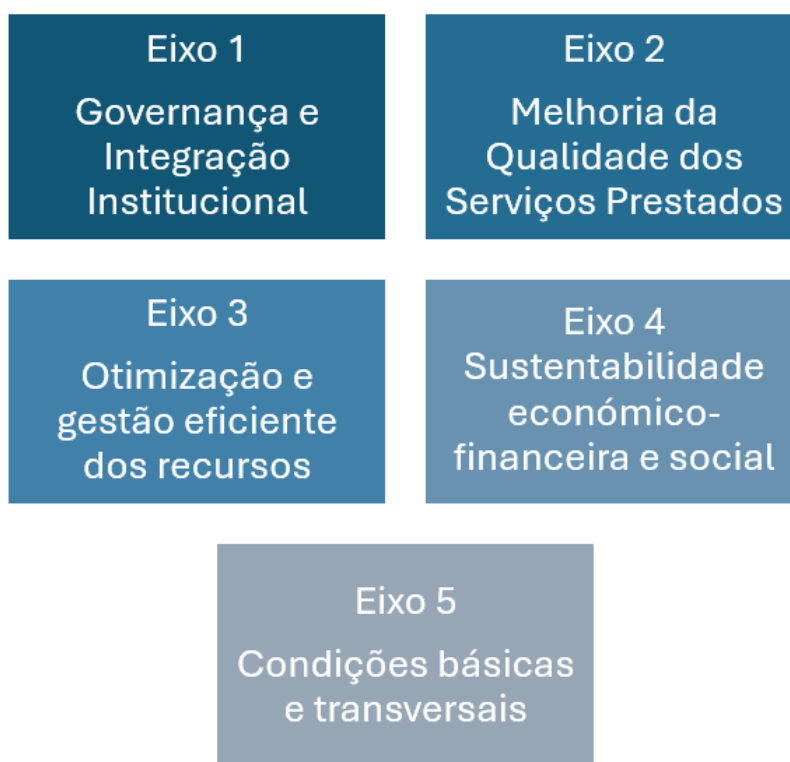 Eixo 1
Governança e
Integração
Institucional
Eixo 2
Melhoria da
Qualidade dos
Serviços Prestados
Eixo 3
Otimização e
gestão eficiente
dos recursos
Eixo 4
Sustentabilidade
económico-
financeira e social
Eixo 5
Condições básicas
e transversais